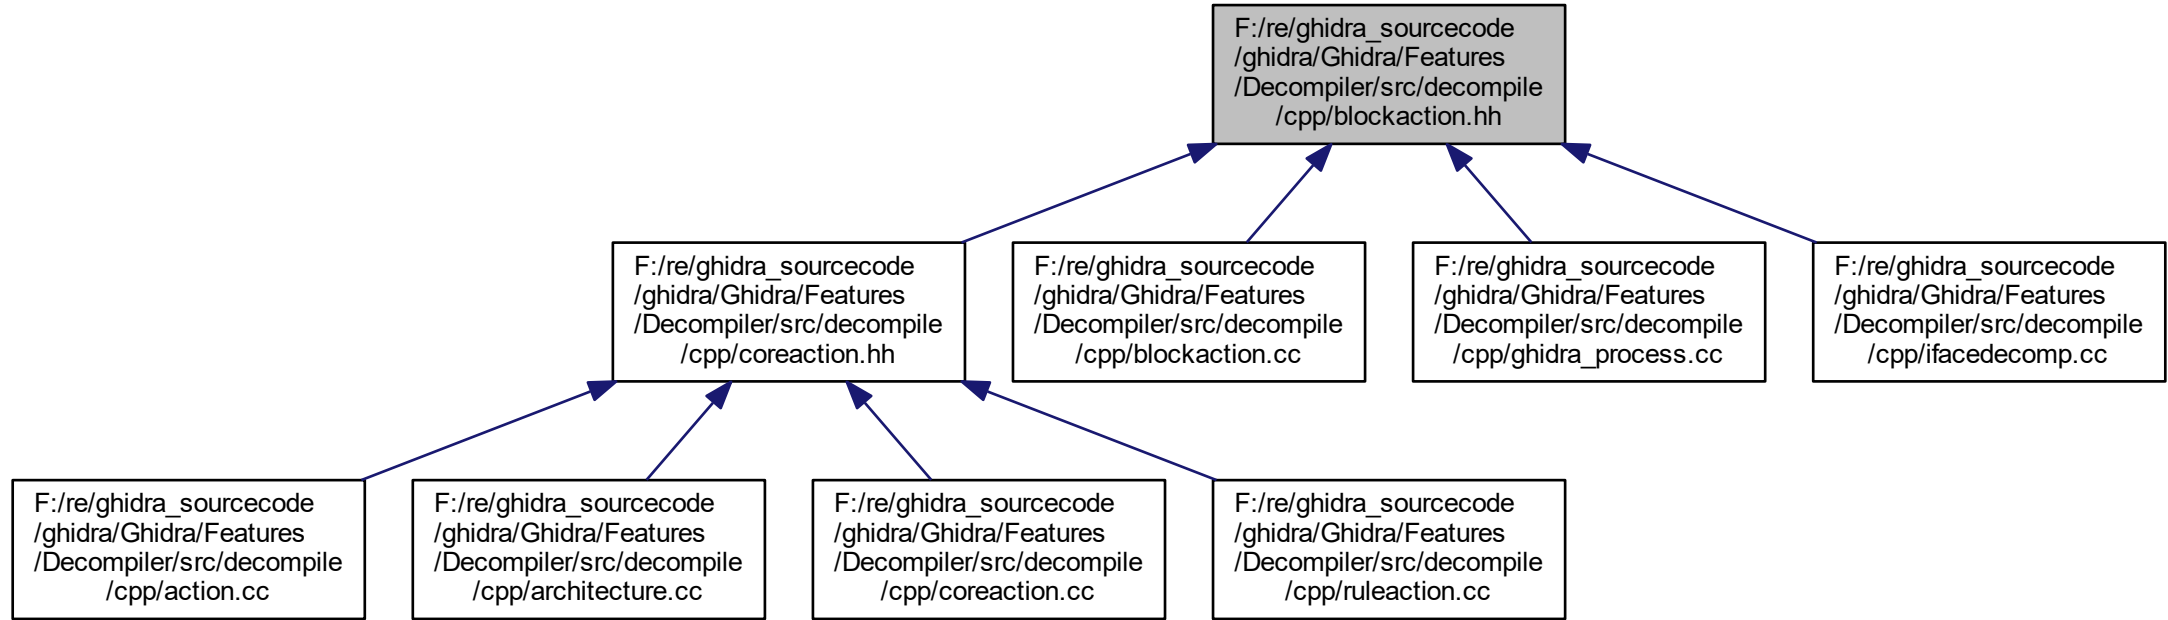 F:/re/ghidra_sourcecode
/ghidra/Ghidra/Features
/Decompiler/src/decompile
/cpp/blockaction.hh
F:/re/ghidra_sourcecode
/ghidra/Ghidra/Features
/Decompiler/src/decompile
/cpp/coreaction.hh
F:/re/ghidra_sourcecode
/ghidra/Ghidra/Features
/Decompiler/src/decompile
/cpp/blockaction.cc
F:/re/ghidra_sourcecode
/ghidra/Ghidra/Features
/Decompiler/src/decompile
/cpp/ghidra_process.cc
F:/re/ghidra_sourcecode
/ghidra/Ghidra/Features
/Decompiler/src/decompile
/cpp/ifacedecomp.cc
F:/re/ghidra_sourcecode
/ghidra/Ghidra/Features
/Decompiler/src/decompile
/cpp/action.cc
F:/re/ghidra_sourcecode
/ghidra/Ghidra/Features
/Decompiler/src/decompile
/cpp/architecture.cc
F:/re/ghidra_sourcecode
/ghidra/Ghidra/Features
/Decompiler/src/decompile
/cpp/coreaction.cc
F:/re/ghidra_sourcecode
/ghidra/Ghidra/Features
/Decompiler/src/decompile
/cpp/ruleaction.cc